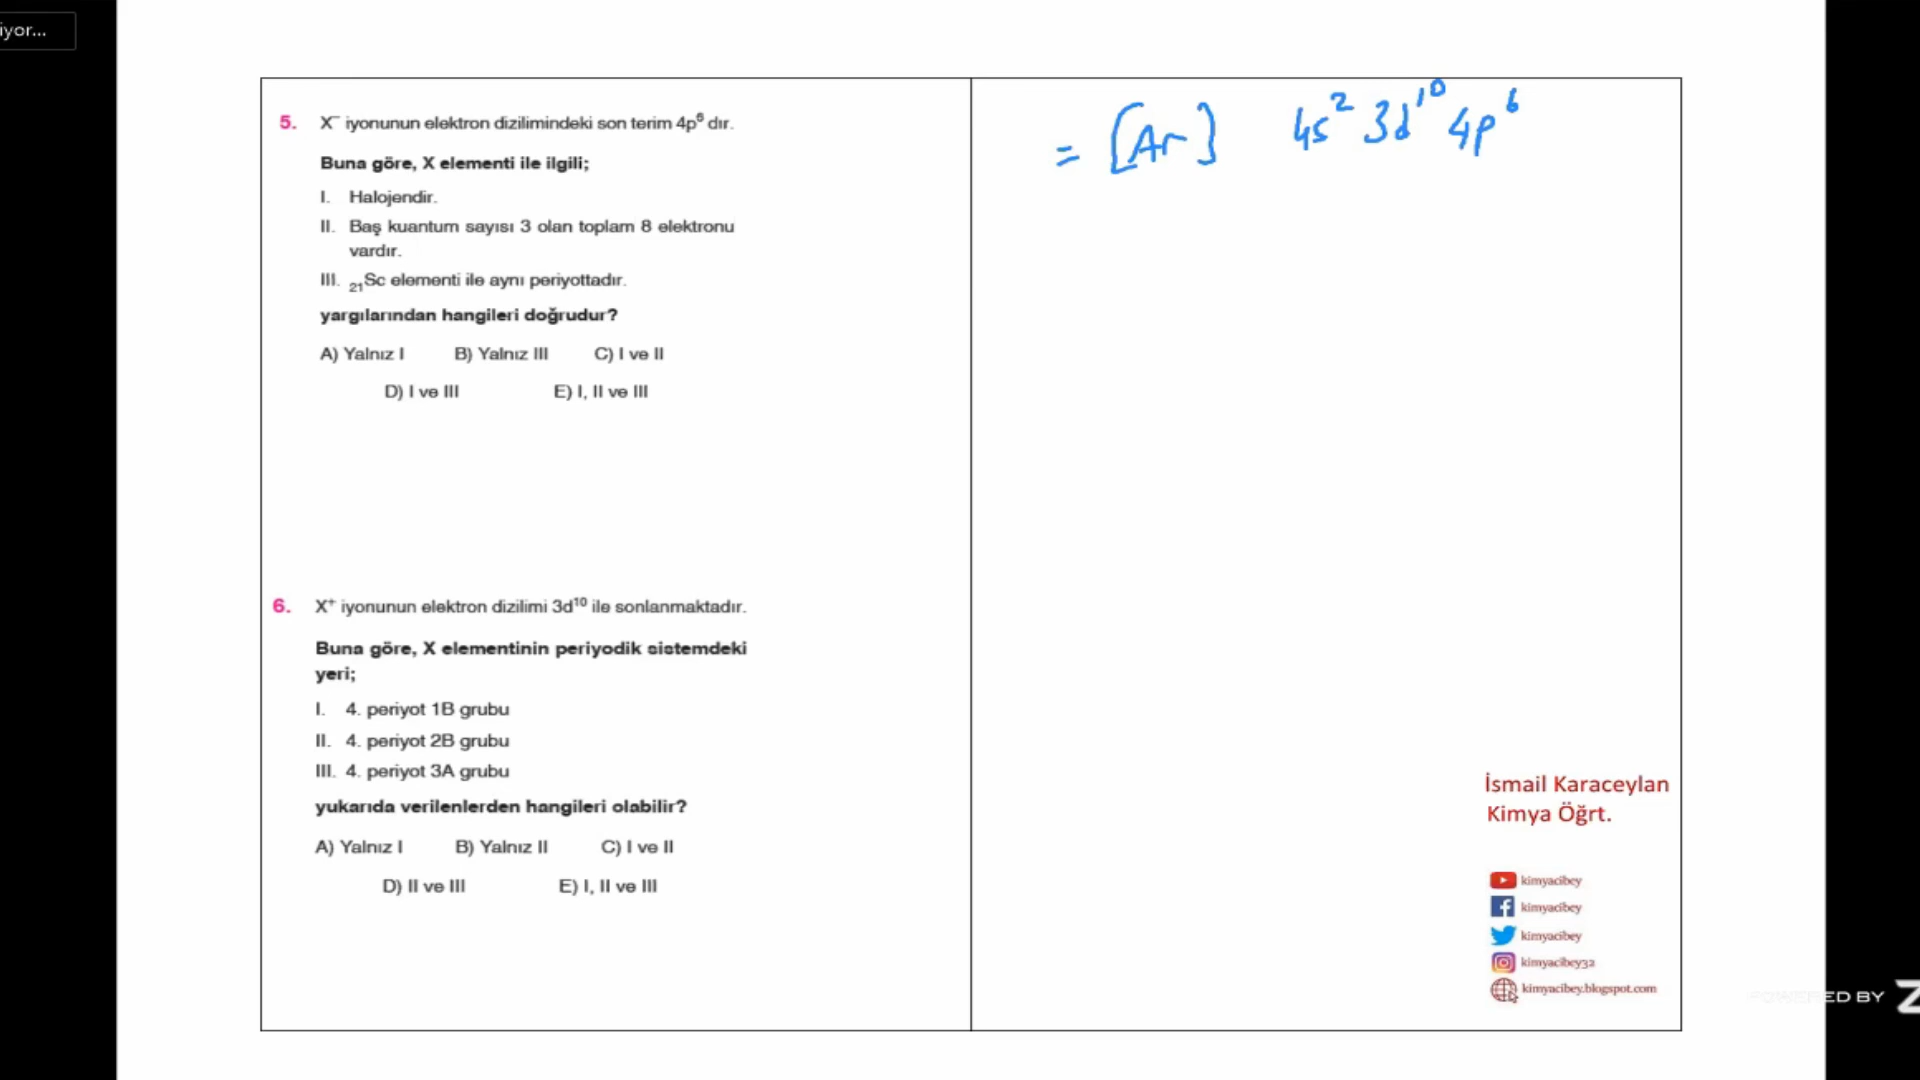 iyor...
5. X⁻ iyonunun elektron dizilimindeki son terim 4p⁶ dır.
Buna göre, X elementi ile ilgili;
I. Halojendir.
II. Baş kuantum sayısı 3 olan toplam 8 elektronu
vardır.
III. ₂₁Sc elementi ile aynı periyottadır.
yargılarından hangileri doğrudur?
A) Yalnız I B) Yalnız III C) I ve II
D) I ve III E) I, II ve III
6. X⁺ iyonunun elektron dizilimi 3d¹⁰ ile sonlanmaktadır.
Buna göre, X elementinin periyodik sistemdeki
yeri;
I. 4. periyot 1B grubu
II. 4. periyot 2B grubu
III. 4. periyot 3A grubu
yukarıda verilenlerden hangileri olabilir?
A) Yalnız I B) Yalnız II C) I ve II
D) II ve III E) I, II ve III
= [Ar] 4s² 3d¹⁰ 4p⁶
İsmail Karaceylan
Kimya Öğrt.
kimyacibey
kimyacibey
kimyacibey
kimyacibey32
kimyacibey.blogspot.com
POWERED BY Z